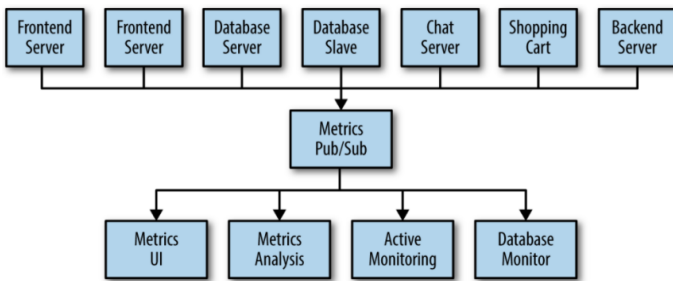 Frontend
Server
Frontend
Server
Database
Server
Database
Slave
Chat
Server
Shopping
Cart
Backend
Server
Metrics
Pub/Sub
Metrics
UI
Metrics
Analysis
Active
Monitoring
Database
Monitor